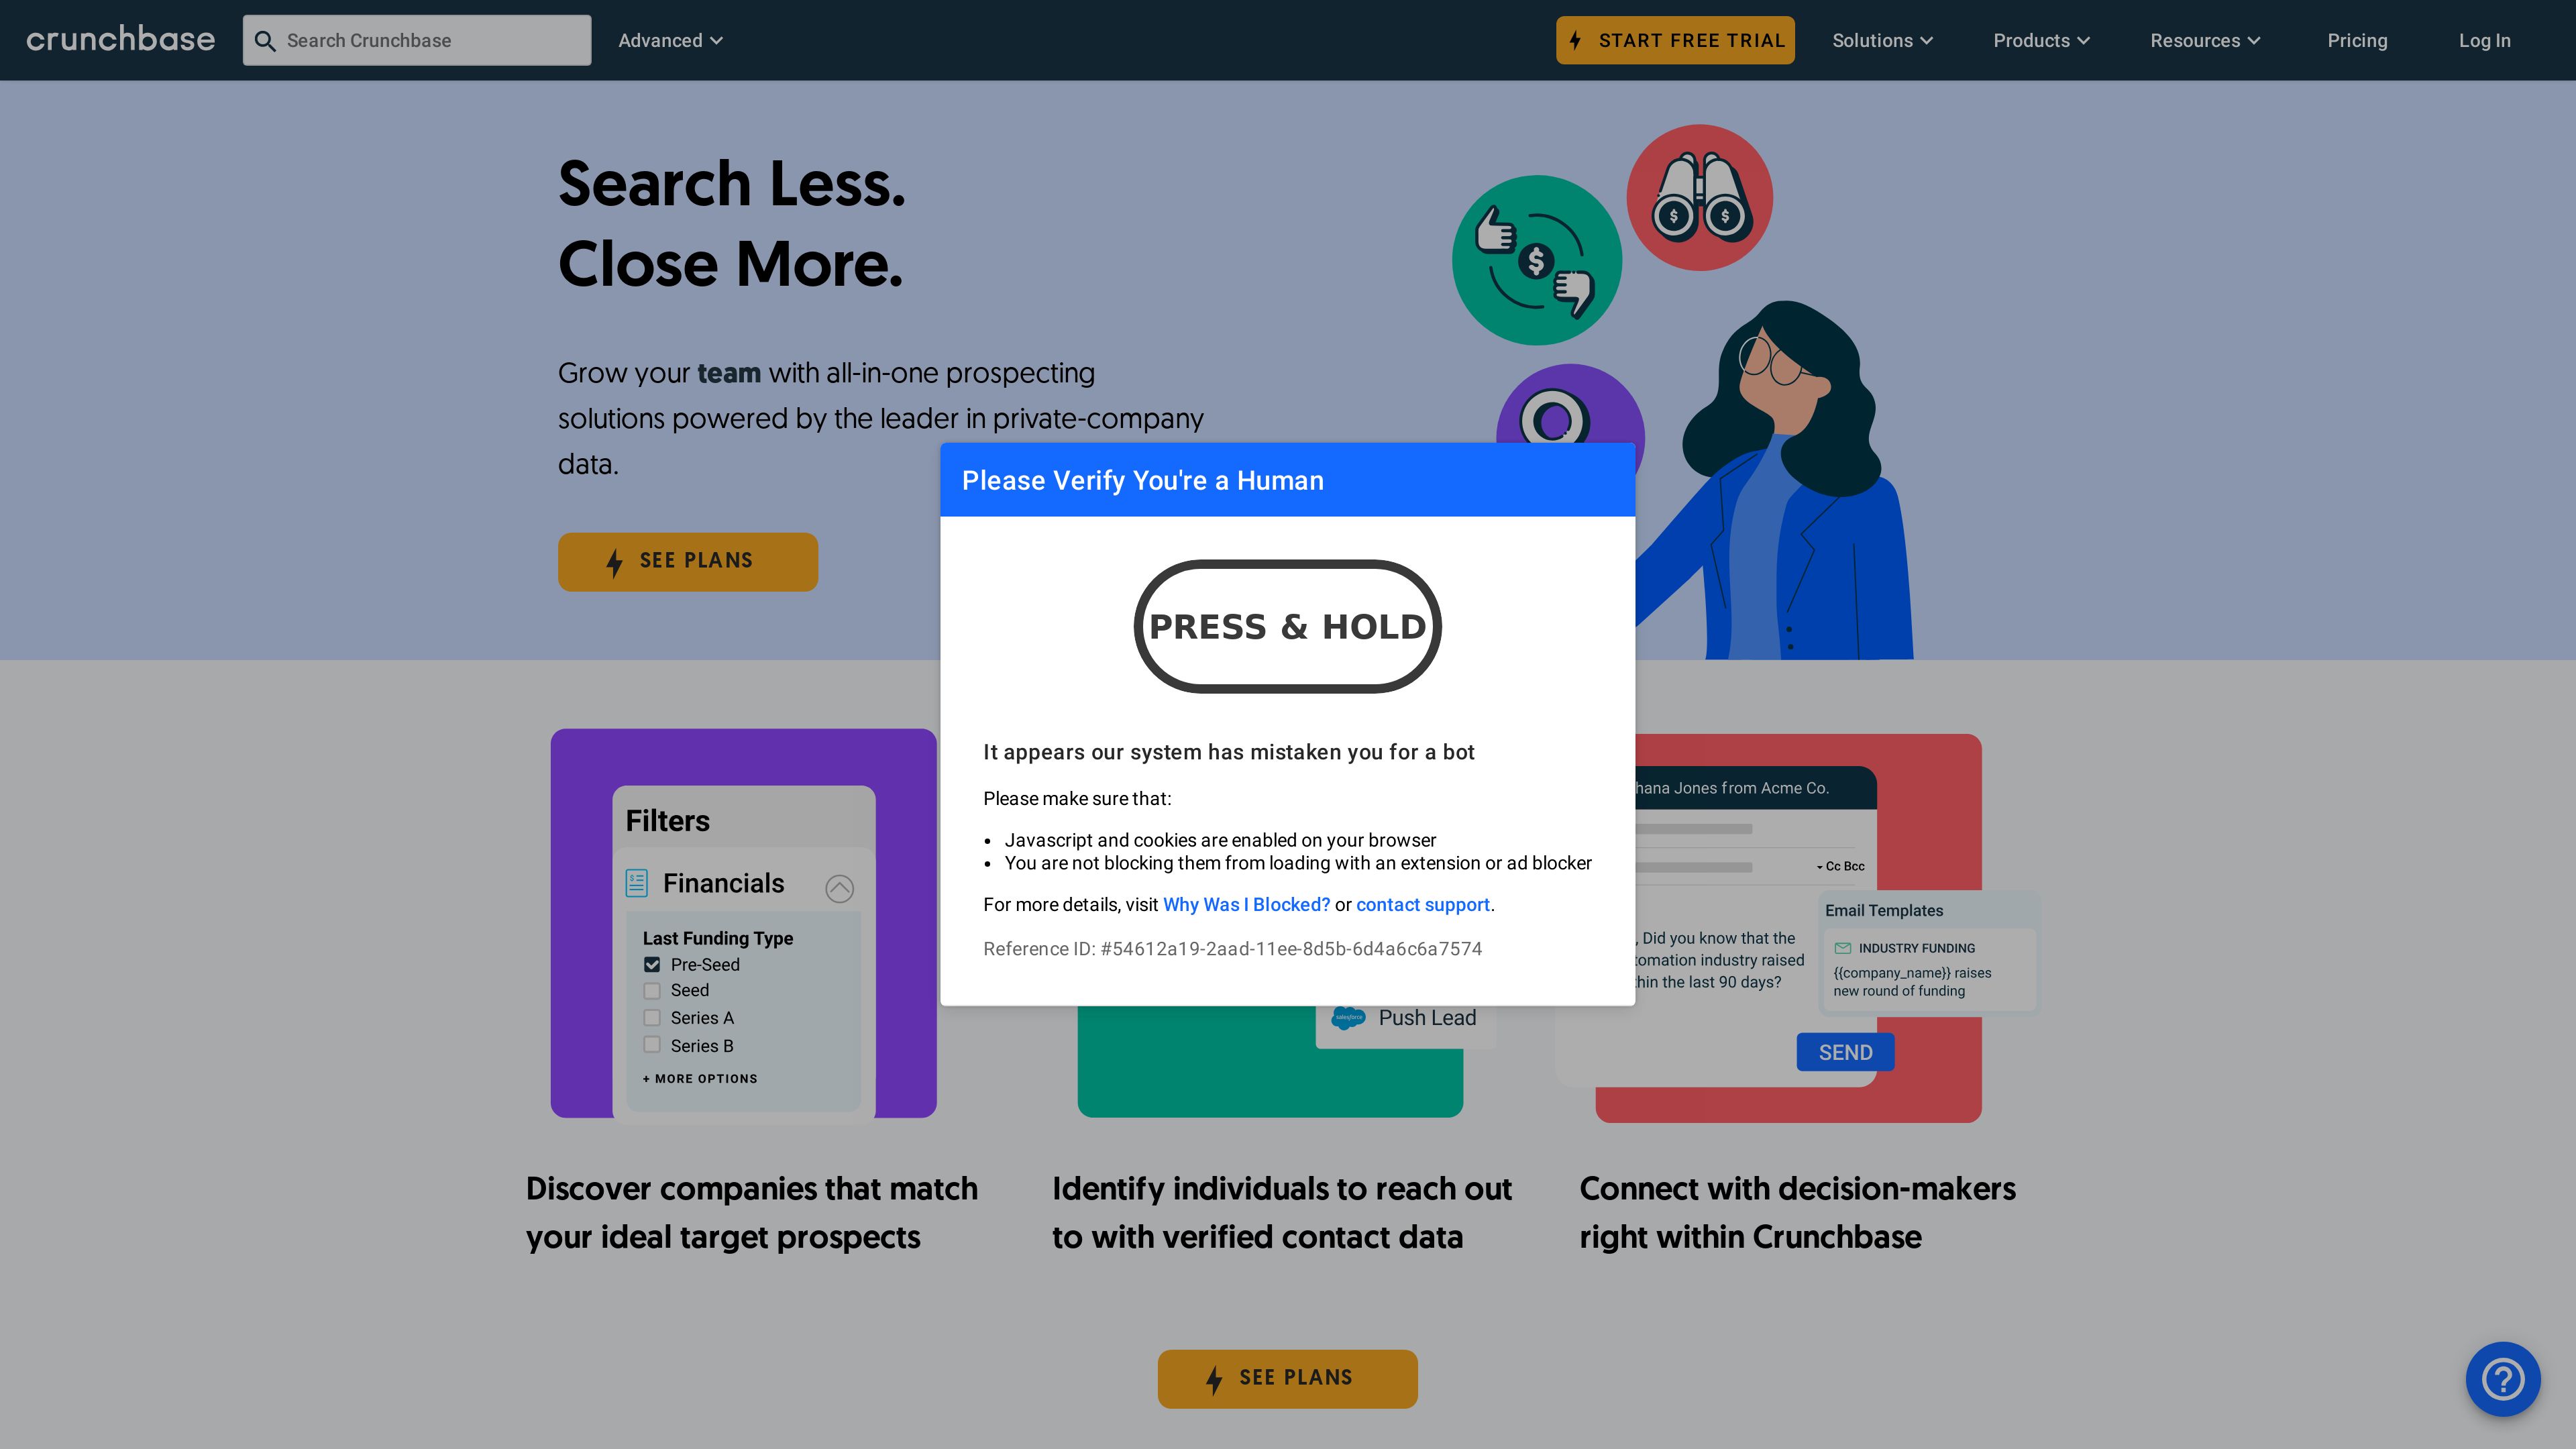 crunchbase
Search Crunchbase
Advanced
START FREE TRIAL
Solutions
Products
Resources
Pricing
Log In
Search Less.
Close More.
Grow your team with all-in-one prospecting
solutions powered by the leader in private-company
data.
SEE PLANS
Please Verify You're a Human
PRESS & HOLD
It appears our system has mistaken you for a bot
Please make sure that:
• Javascript and cookies are enabled on your browser
• You are not blocking them from loading with an extension or ad blocker
For more details, visit Why Was I Blocked? or contact support.
Reference ID: #54612a19-2aad-11ee-8d5b-6d4a6c6a7574
Filters
Financials
Last Funding Type
Pre-Seed
Seed
Series A
Series B
+ MORE OPTIONS
salesforce
Push Lead
Jones from Acme Co.
Cc Bcc
, Did you know that the
industry raised
the last 90 days?
Email Templates
INDUSTRY FUNDING
{{company_name}} raises
new round of funding
SEND
Discover companies that match
your ideal target prospects
Identify individuals to reach out
to with verified contact data
Connect with decision-makers
right within Crunchbase
SEE PLANS